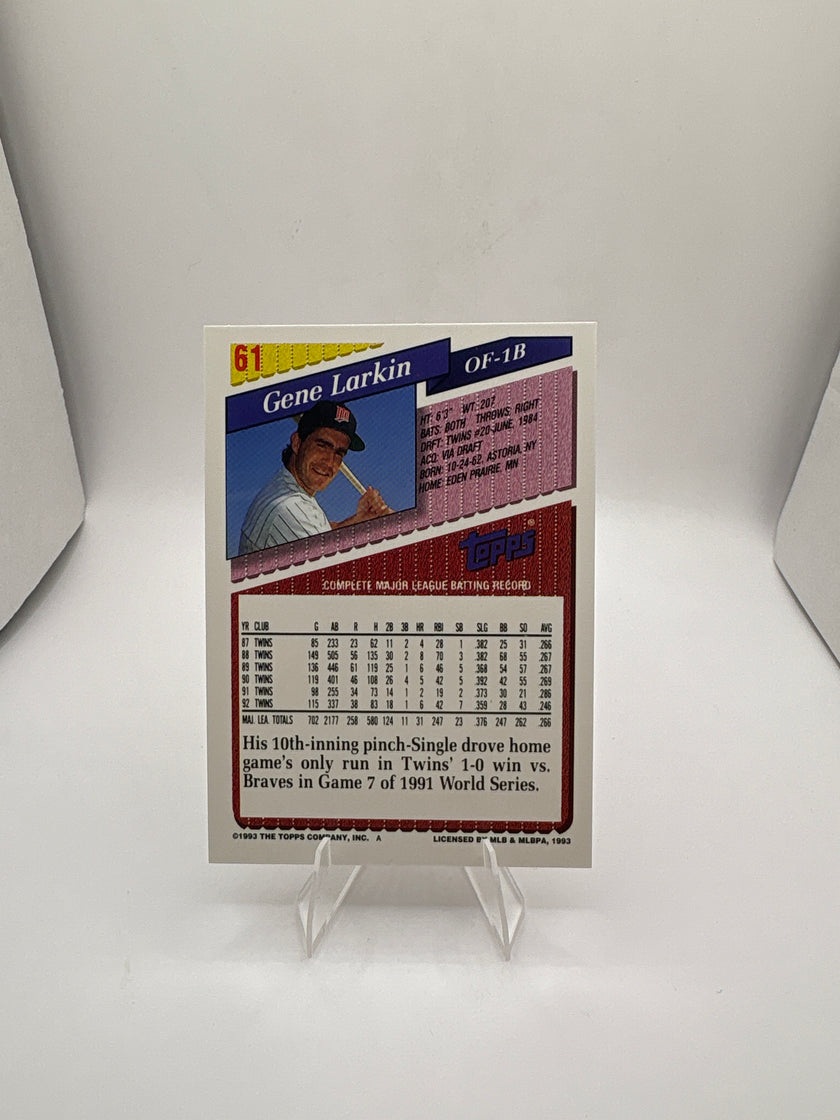 61
Gene Larkin
OF-1B
HT: 6'3" WT: 207
BATS: BOTH THROWS: RIGHT
DRFT: TWINS #20-JUNE, 1984
ACQ: VIA DRAFT
BORN: 10-24-62, ASTORIA, NY
HOME: EDEN PRAIRIE, MN
Topps®
COMPLETE MAJOR LEAGUE BATTING RECORD
YR CLUB G AB R H 2B 3B HR RBI SB SLG BB SO AVG
87 TWINS 85 233 23 62 11 2 4 28 1 .382 25 31 .266
88 TWINS 149 505 56 135 30 2 8 70 3 .382 68 55 .267
89 TWINS 136 446 61 119 25 1 6 46 5 .368 54 57 .267
90 TWINS 119 401 46 108 26 4 5 42 5 .392 42 55 .269
91 TWINS 98 255 34 73 14 1 2 19 2 .373 30 21 .286
92 TWINS 115 337 38 83 18 1 6 42 7 .359 28 43 .246
MAJ. LEA. TOTALS 702 2177 258 580 124 11 31 247 23 .376 247 262 .266
His 10th-inning pinch-Single drove home
game's only run in Twins' 1-0 win vs.
Braves in Game 7 of 1991 World Series.
©1993 THE TOPPS COMPANY, INC. A
LICENSED BY MLB & MLBPA, 1993